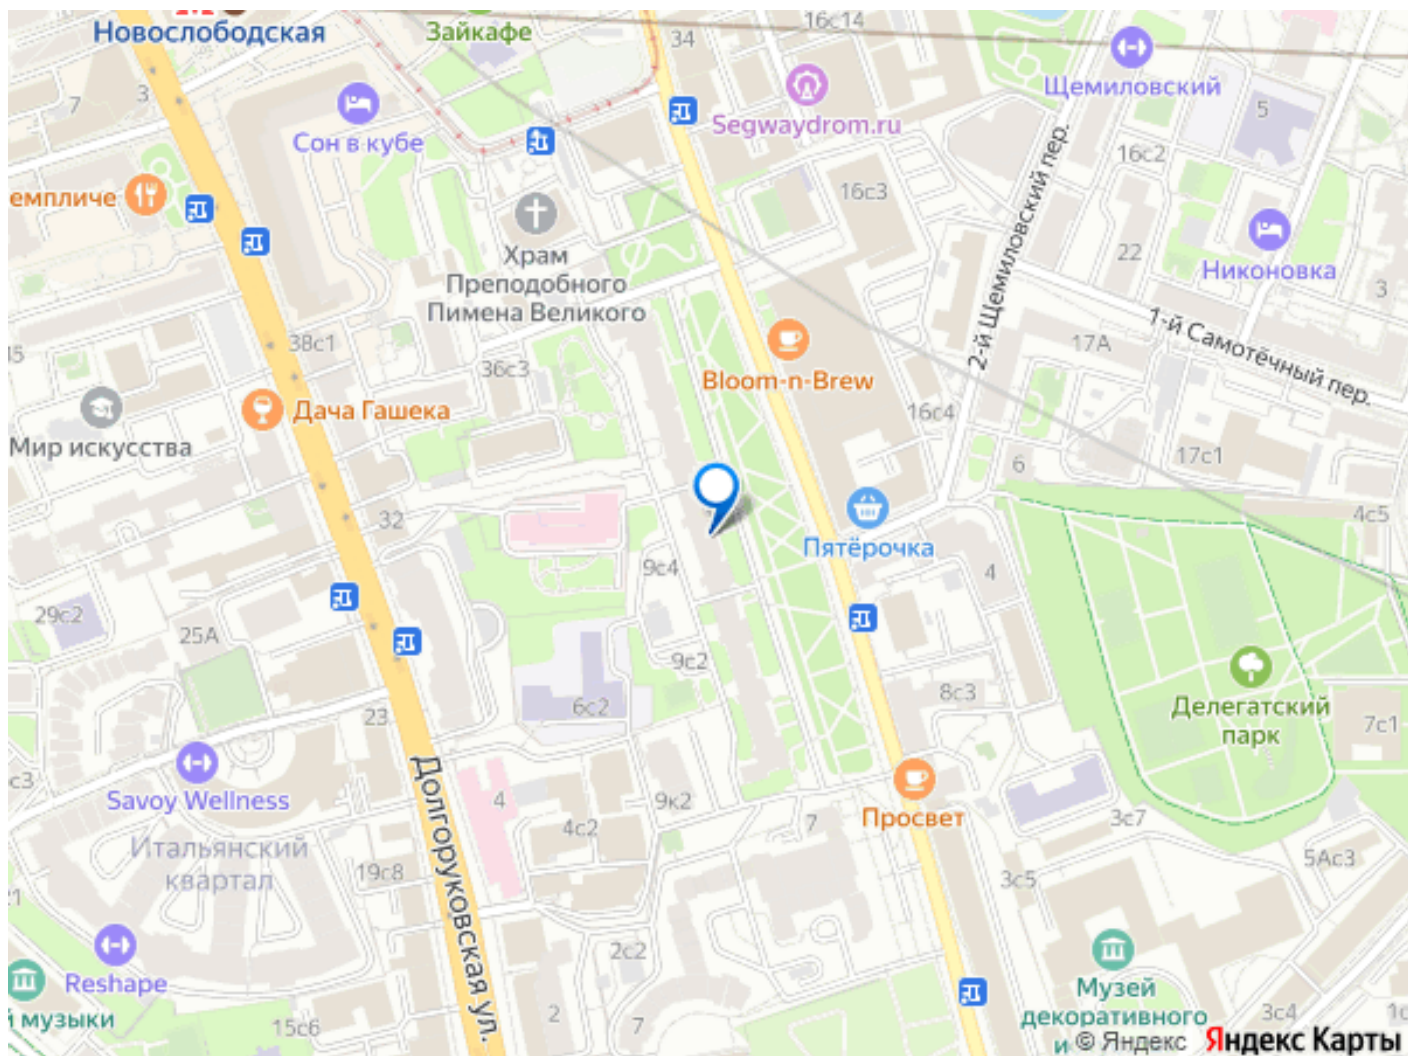 Новослободская
Зайкафе
16с14
34
Щемиловский
7
3
Сон в кубе
Segwaydrom.ru
5
16с2
емпличе
16с3
2-й Щемиловский пер.
Храм
Преподобного
Пимена Великого
22
Никоновка
3
38с1
1-й Самотёчный пер.
17А
36с3
Bloom-n-Brew
Дача Гашека
16с4
Мир искусства
6
17с1
32
4с5
Пятёрочка
9с4
4
29с2
25А
9с2
8с3
Делегатский
парк
7с1
6с2
23
с3
Savoy Wellness
Долгоруковская ул.
4
9к2
7
Просвет
3с7
4с2
Итальянский
квартал
19с8
5Ас3
3с5
2с2
Reshape
Музей
декоративного
и
й музыки
15с6
2
7
3с4
© Яндекс
Яндекс Карты